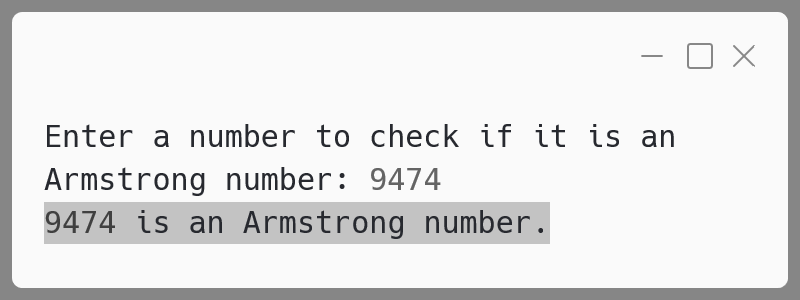 Enter a number to check if it is an
Armstrong number: 9474
9474 is an Armstrong number.